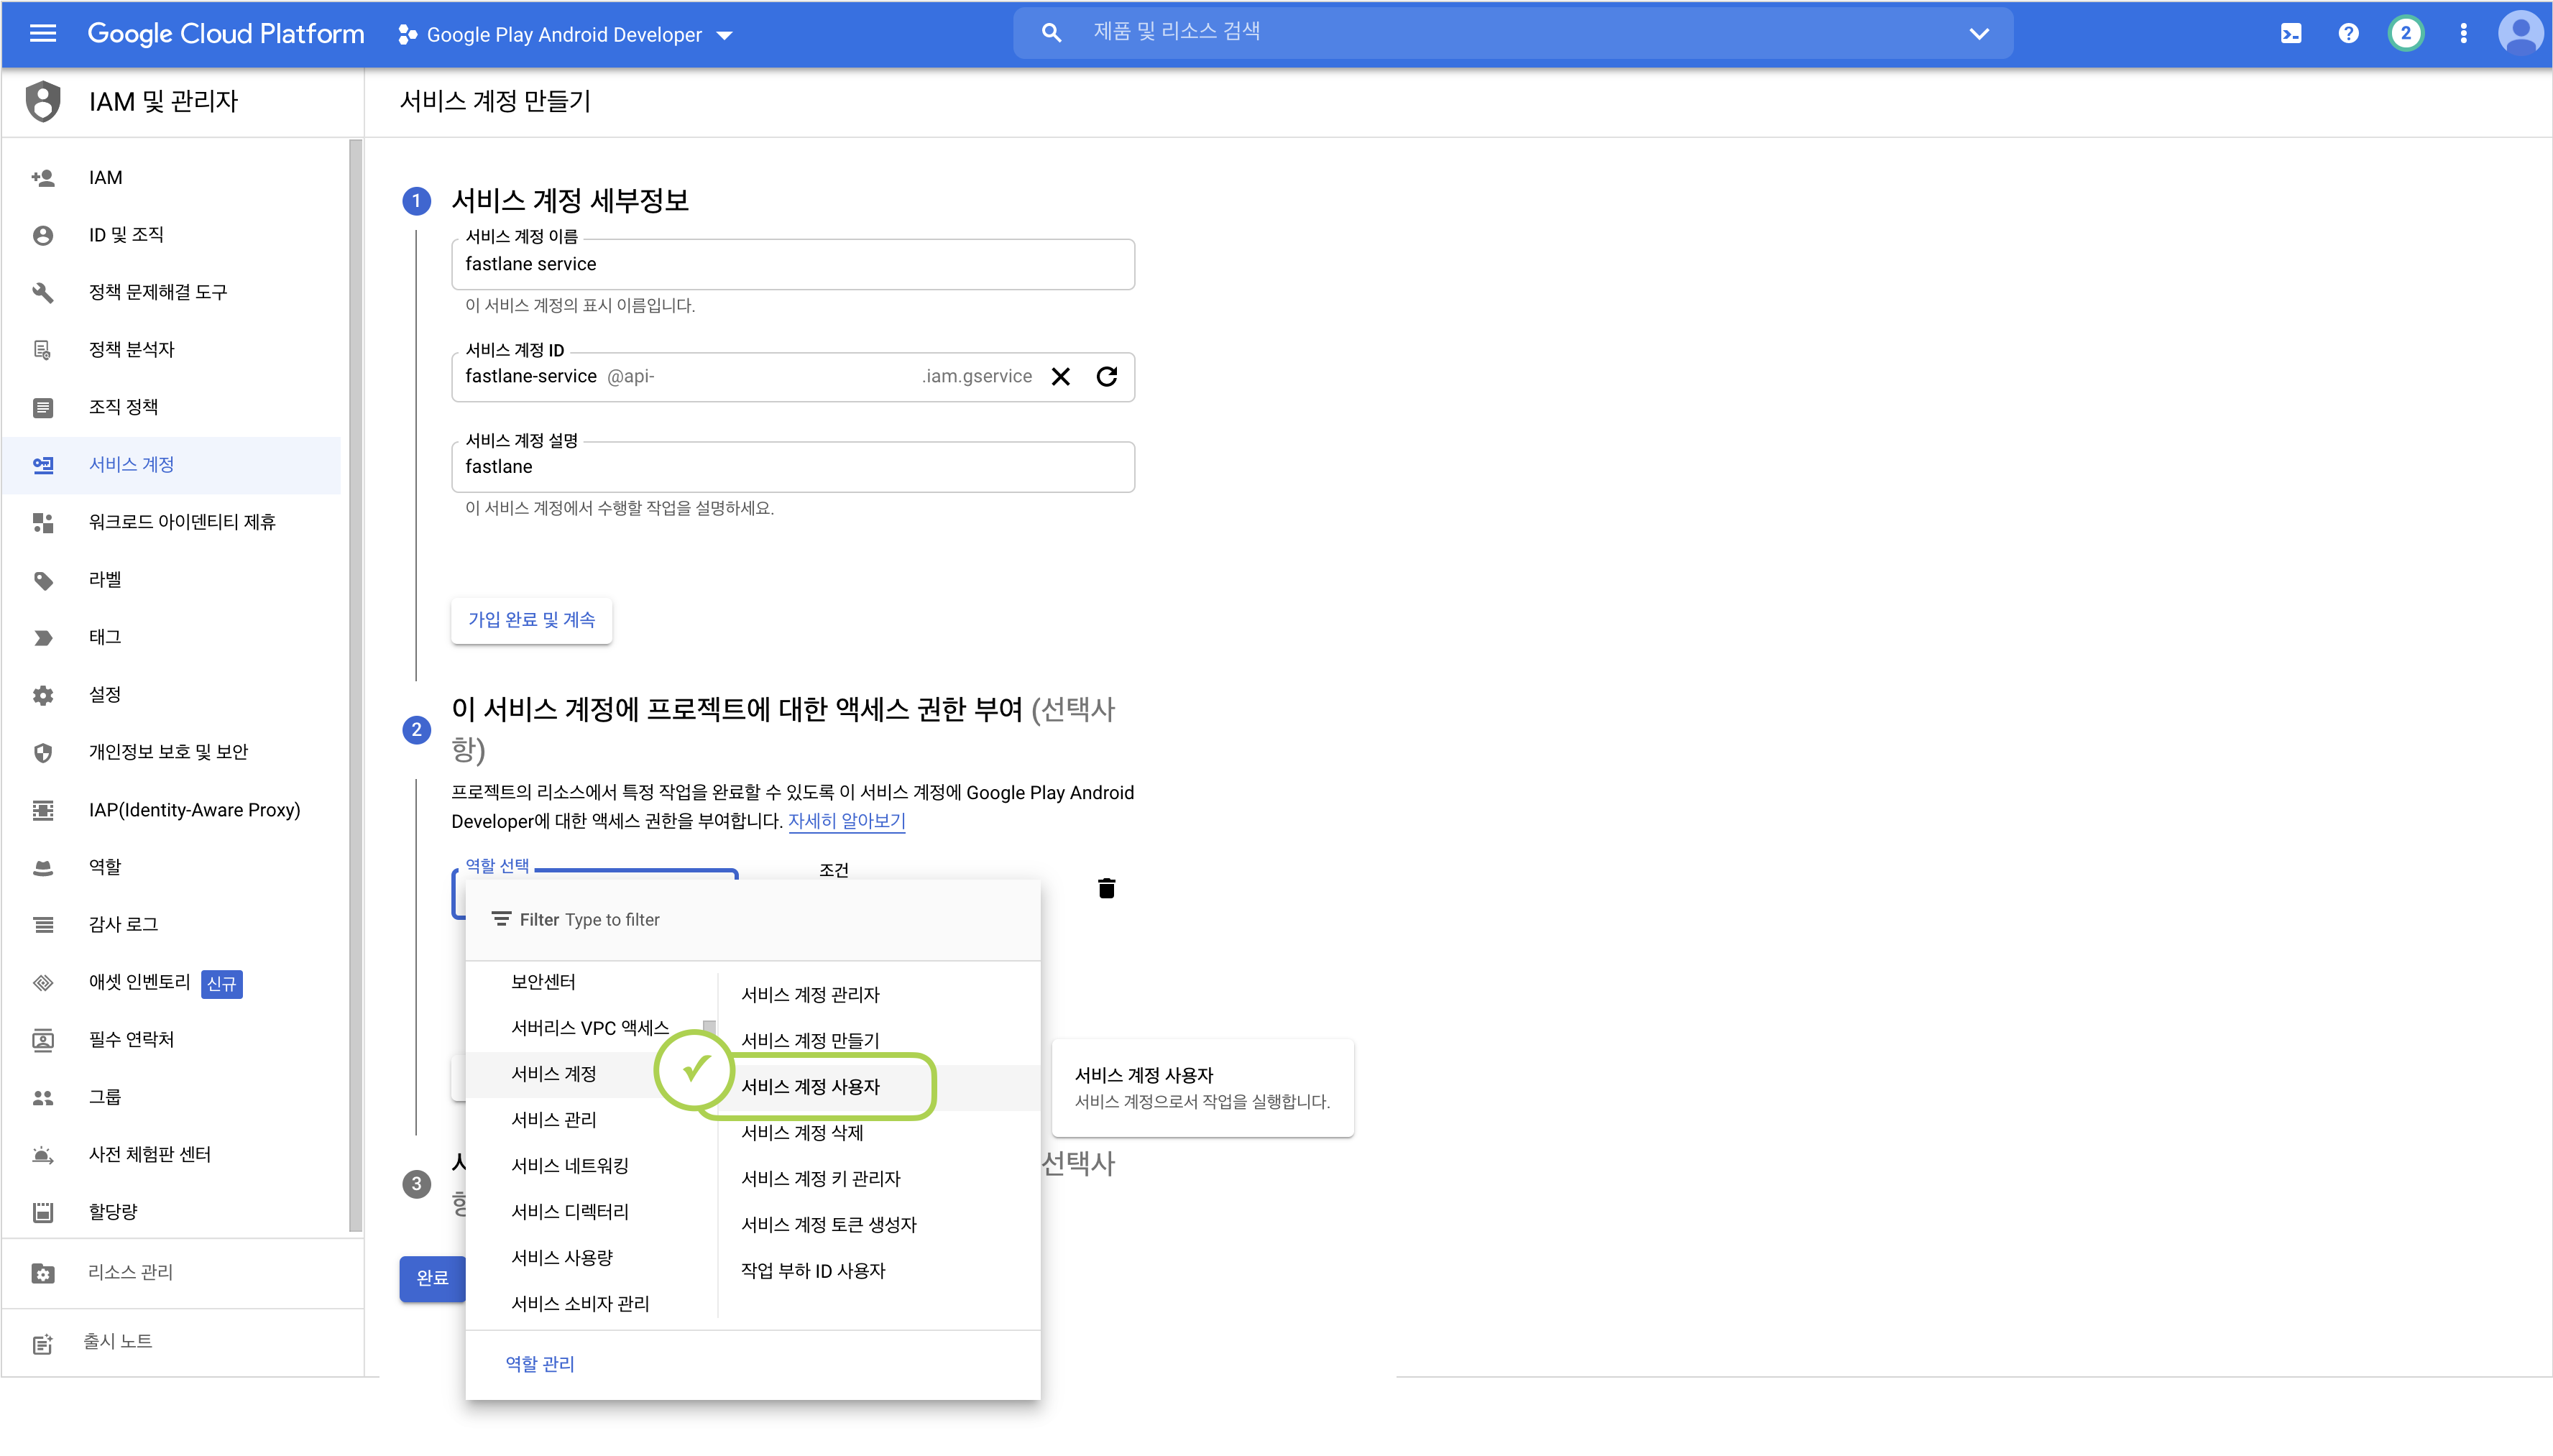 Google Cloud Platform
Google Play Android Developer
제품 및 리소스 검색
2
IAM 및 관리자
서비스 계정 만들기
IAM
ID 및 조직
정책 문제해결 도구
정책 분석자
조직 정책
서비스 계정
워크로드 아이덴티티 제휴
라벨
태그
설정
개인정보 보호 및 보안
IAP(Identity-Aware Proxy)
역할
감사 로그
애셋 인벤토리 신규
필수 연락처
그룹
사전 체험판 센터
할당량
리소스 관리
출시 노트
1 서비스 계정 세부정보
서비스 계정 이름
fastlane service
이 서비스 계정의 표시 이름입니다.
서비스 계정 ID
fastlane-service @api- .iam.gservice
서비스 계정 설명
fastlane
이 서비스 계정에서 수행할 작업을 설명하세요.
가입 완료 및 계속
2 이 서비스 계정에 프로젝트에 대한 액세스 권한 부여 (선택사
항)
프로젝트의 리소스에서 특정 작업을 완료할 수 있도록 이 서비스 계정에 Google Play Android
Developer에 대한 액세스 권한을 부여합니다. 자세히 알아보기
역할 선택
조건
Filter Type to filter
보안센터
서버리스 VPC 액세스
서비스 계정
서비스 관리
서비스 네트워킹
서비스 디렉터리
서비스 사용량
서비스 소비자 관리
서비스 계정 관리자
서비스 계정 만들기
서비스 계정 사용자
서비스 계정 삭제
서비스 계정 키 관리자
서비스 계정 토큰 생성자
작업 부하 ID 사용자
역할 관리
서비스 계정 사용자
서비스 계정으로서 작업을 실행합니다.
3
선택사
완료